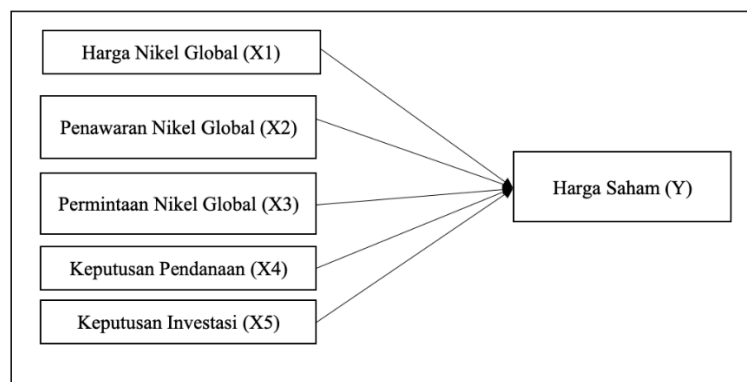 Harga Nikel Global (X1)
Penawaran Nikel Global (X2)
Permintaan Nikel Global (X3)
Keputusan Pendanaan (X4)
Keputusan Investasi (X5)
Harga Saham (Y)